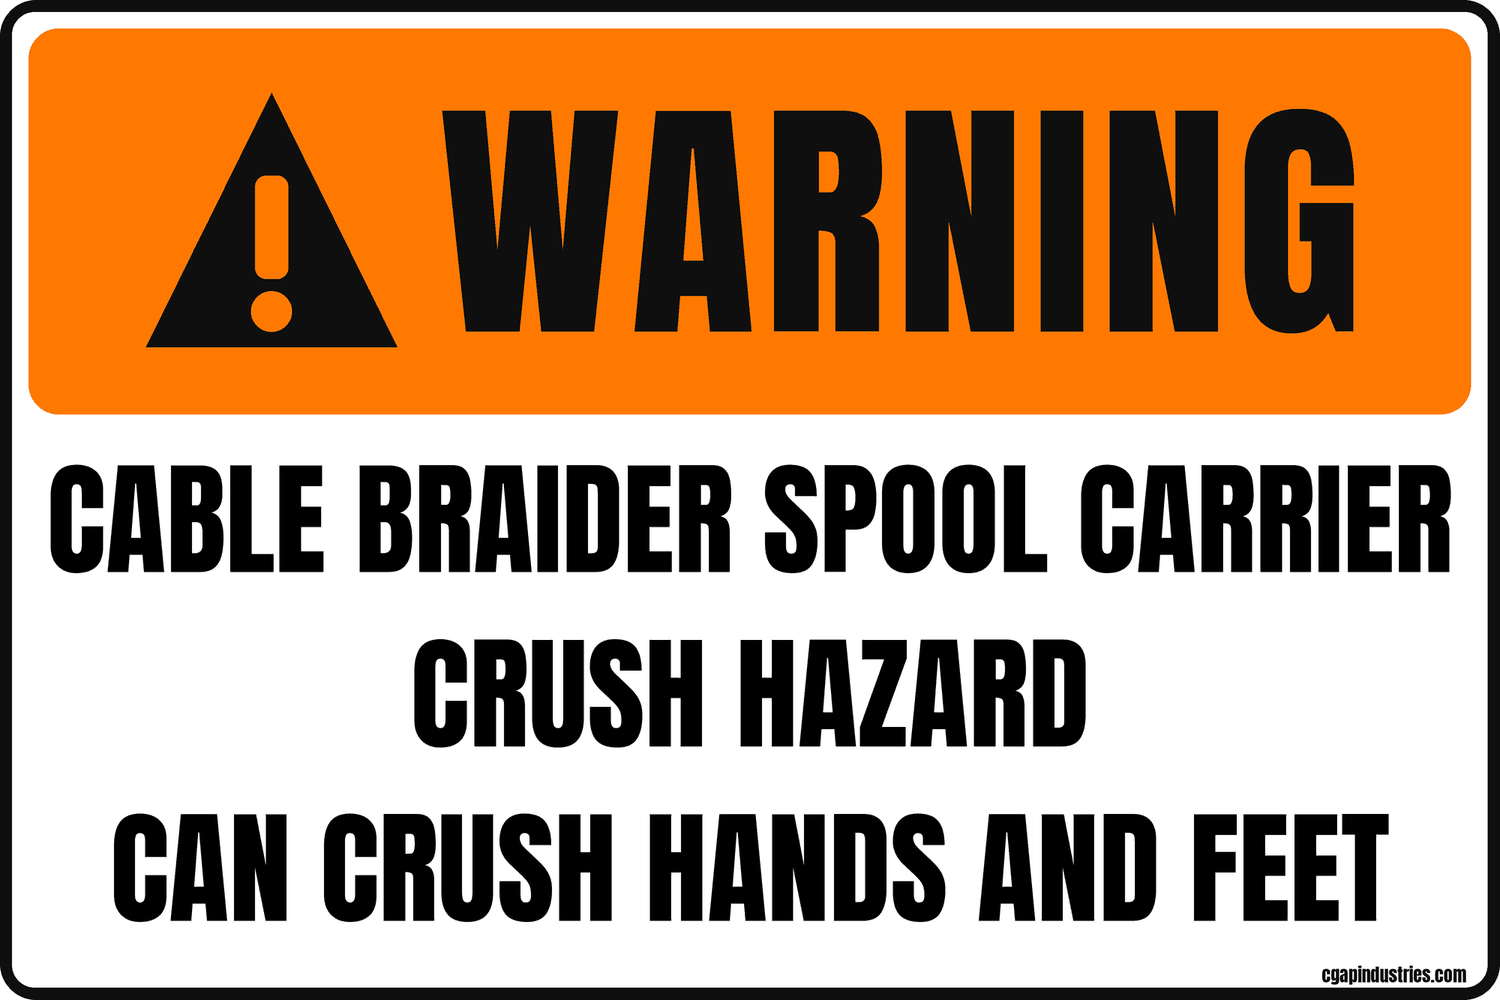 WARNING
CABLE BRAIDER SPOOL CARRIER
CRUSH HAZARD
CAN CRUSH HANDS AND FEET
cgapindustries.com